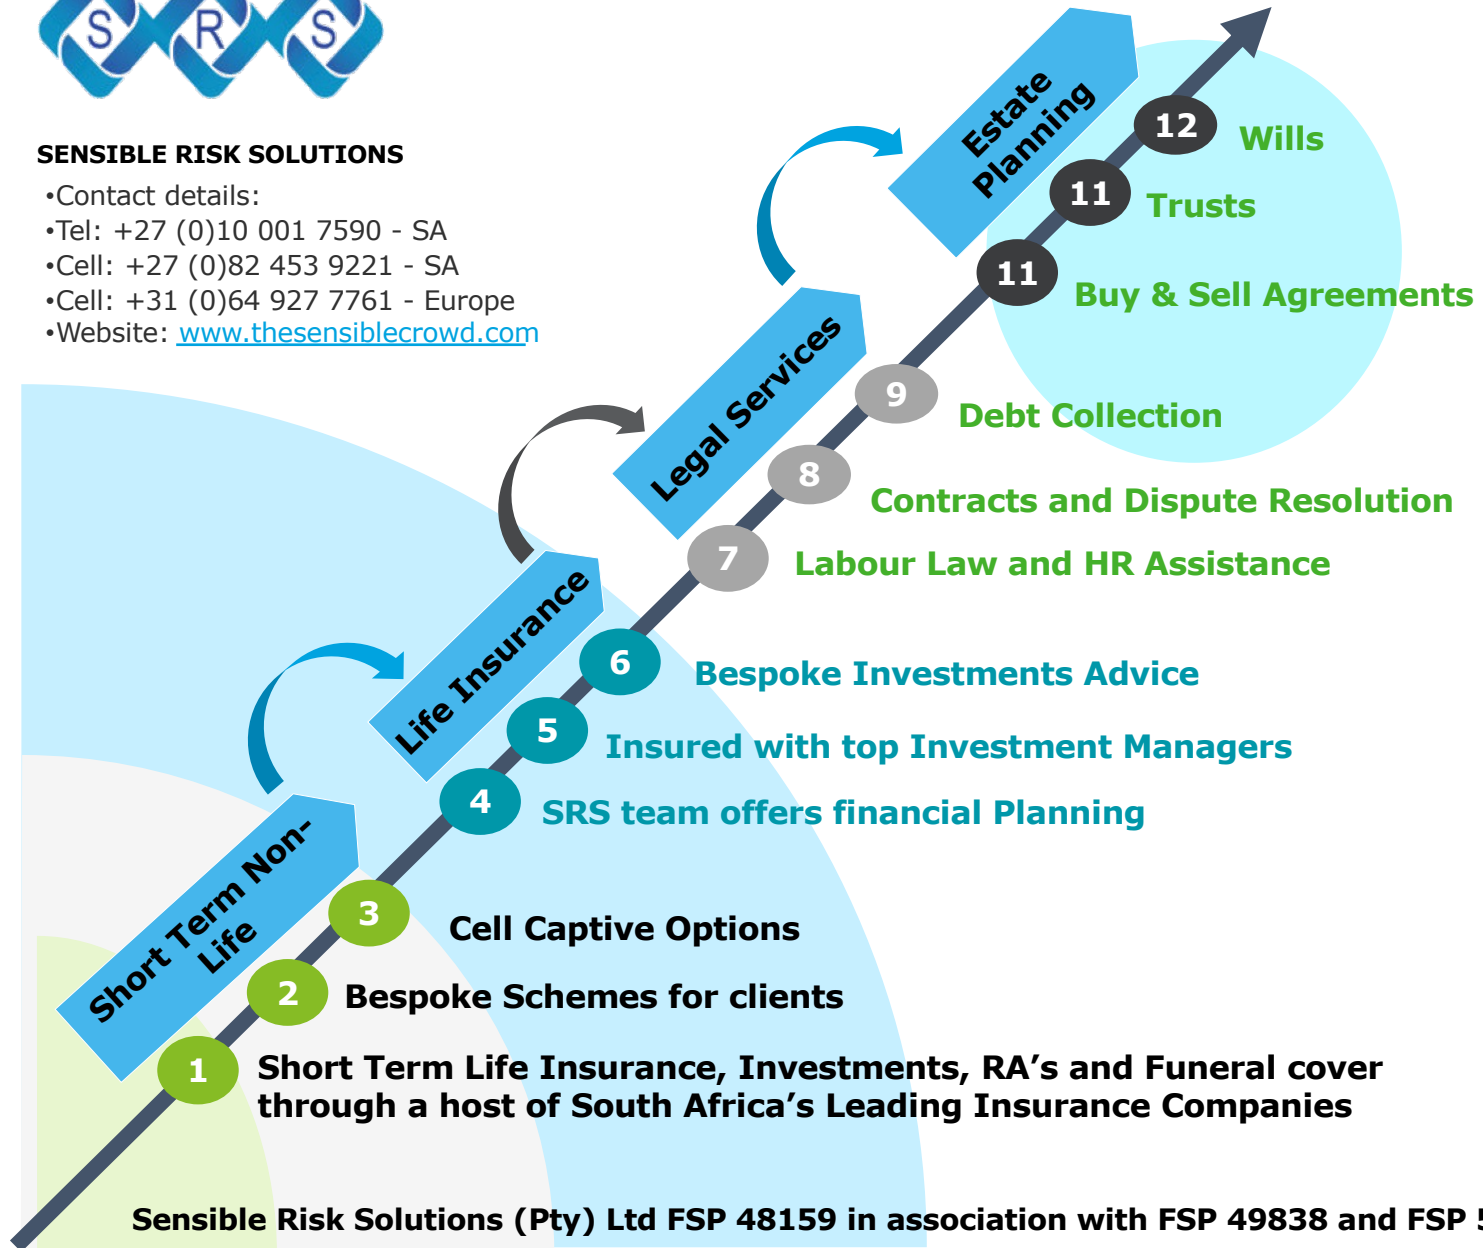 S R S
SENSIBLE RISK SOLUTIONS
•Contact details:
•Tel: +27 (0)10 001 7590 - SA
•Cell: +27 (0)82 453 9221 - SA
•Cell: +31 (0)64 927 7761 - Europe
•Website: www.thesensiblecrowd.com
Estate
Planning
12 Wills
11 Trusts
11 Buy & Sell Agreements
Legal Services
9 Debt Collection
8 Contracts and Dispute Resolution
7 Labour Law and HR Assistance
Life Insurance
6 Bespoke Investments Advice
5 Insured with top Investment Managers
4 SRS team offers financial Planning
Short Term Non-
Life
3 Cell Captive Options
2 Bespoke Schemes for clients
1 Short Term Life Insurance, Investments, RA’s and Funeral cover
through a host of South Africa’s Leading Insurance Companies
Sensible Risk Solutions (Pty) Ltd FSP 48159 in association with FSP 49838 and FSP